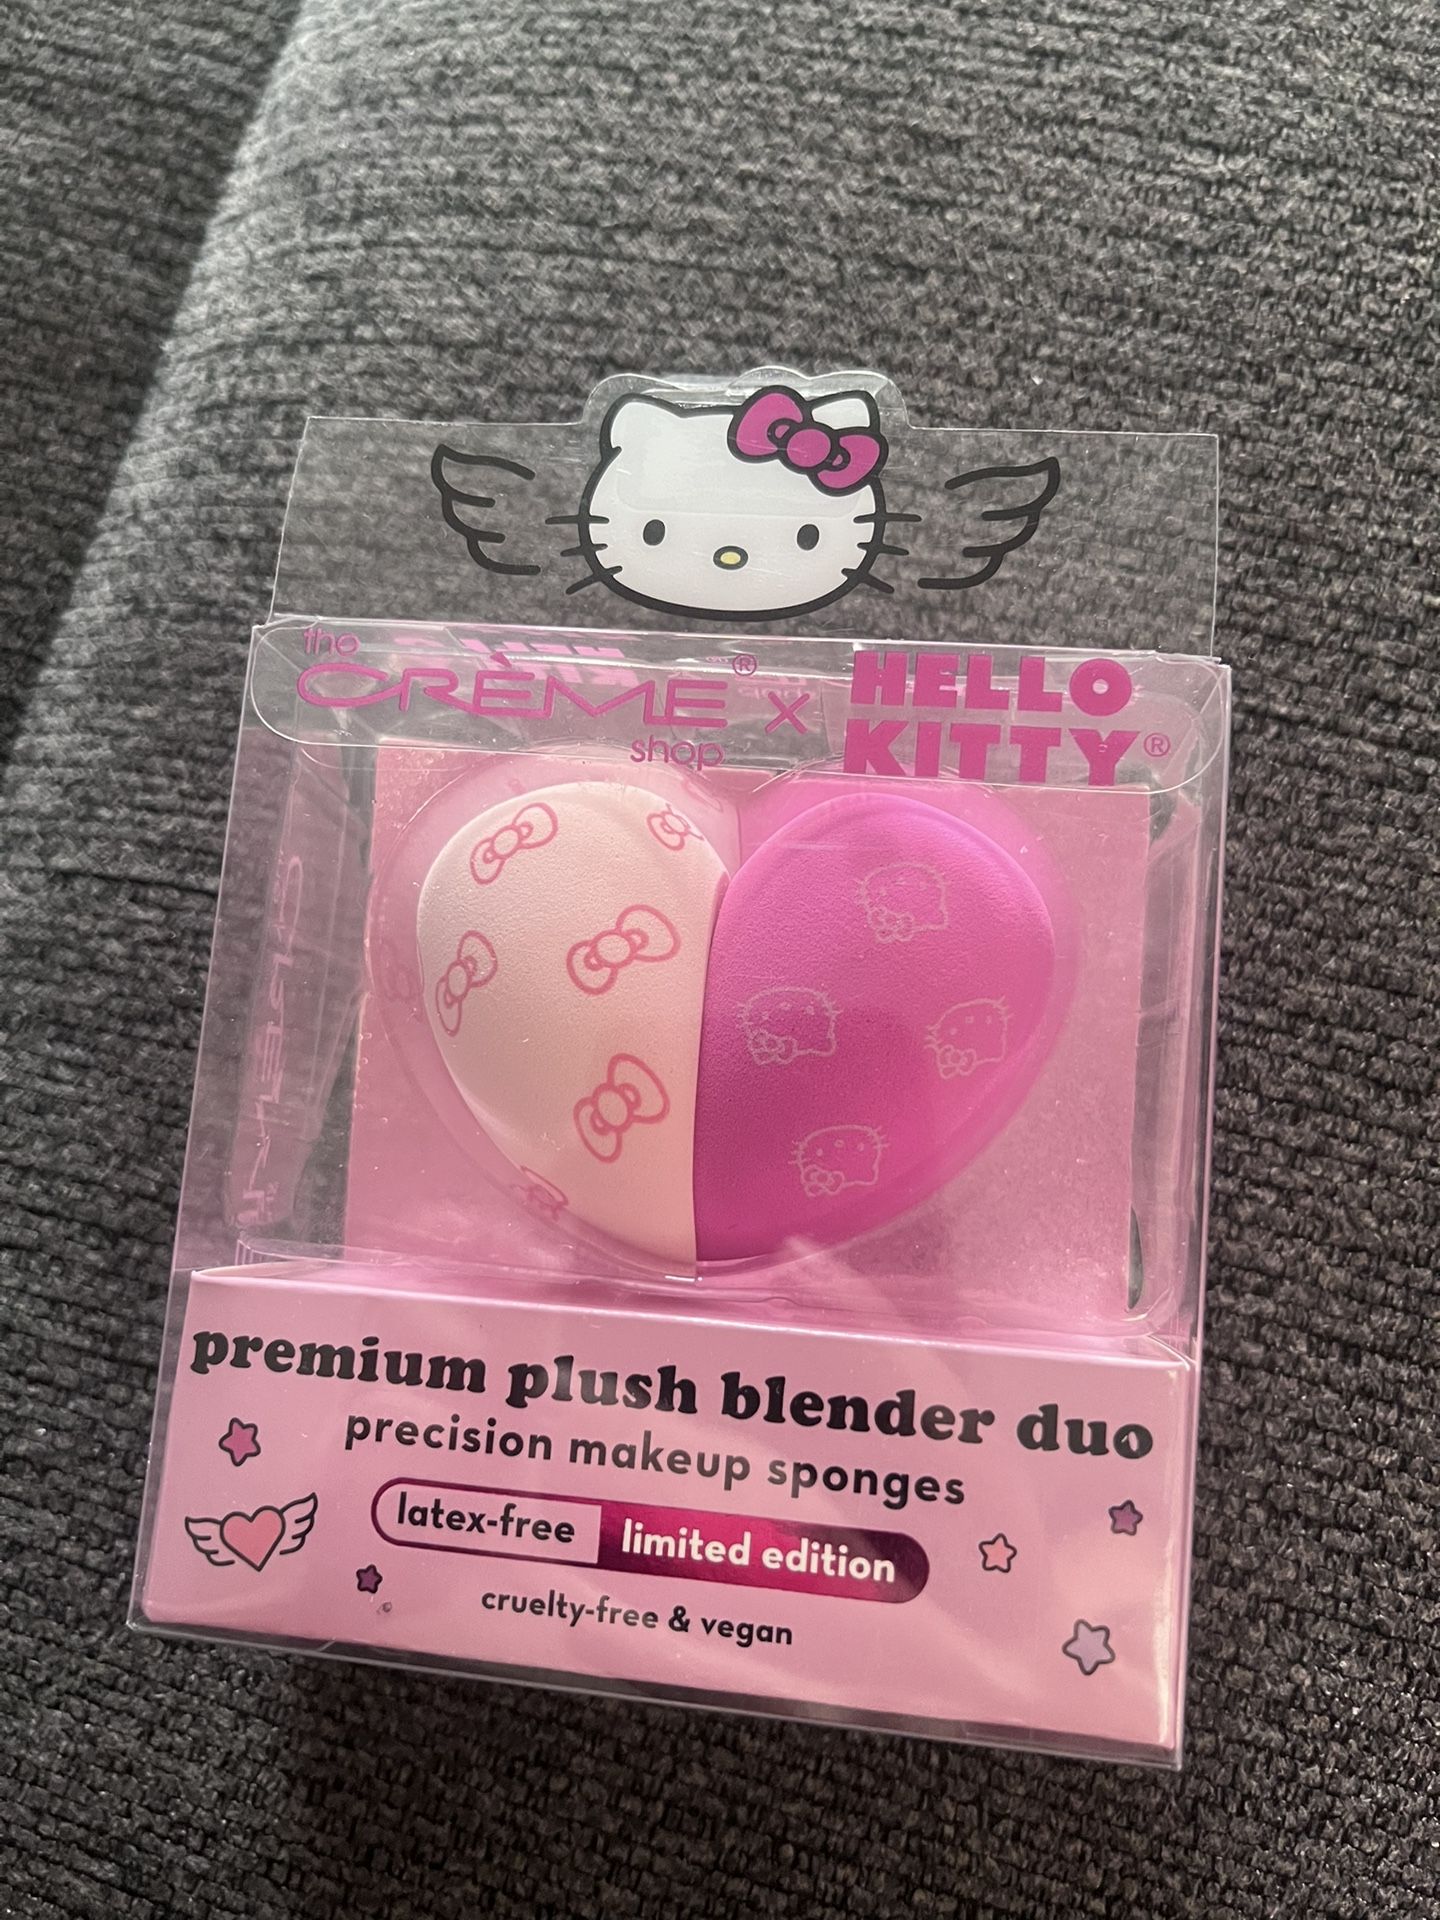 the
CRÈME®
shop
x
HELLO
KITTY®
premium plush blender duo
precision makeup sponges
latex-free limited edition
cruelty-free & vegan